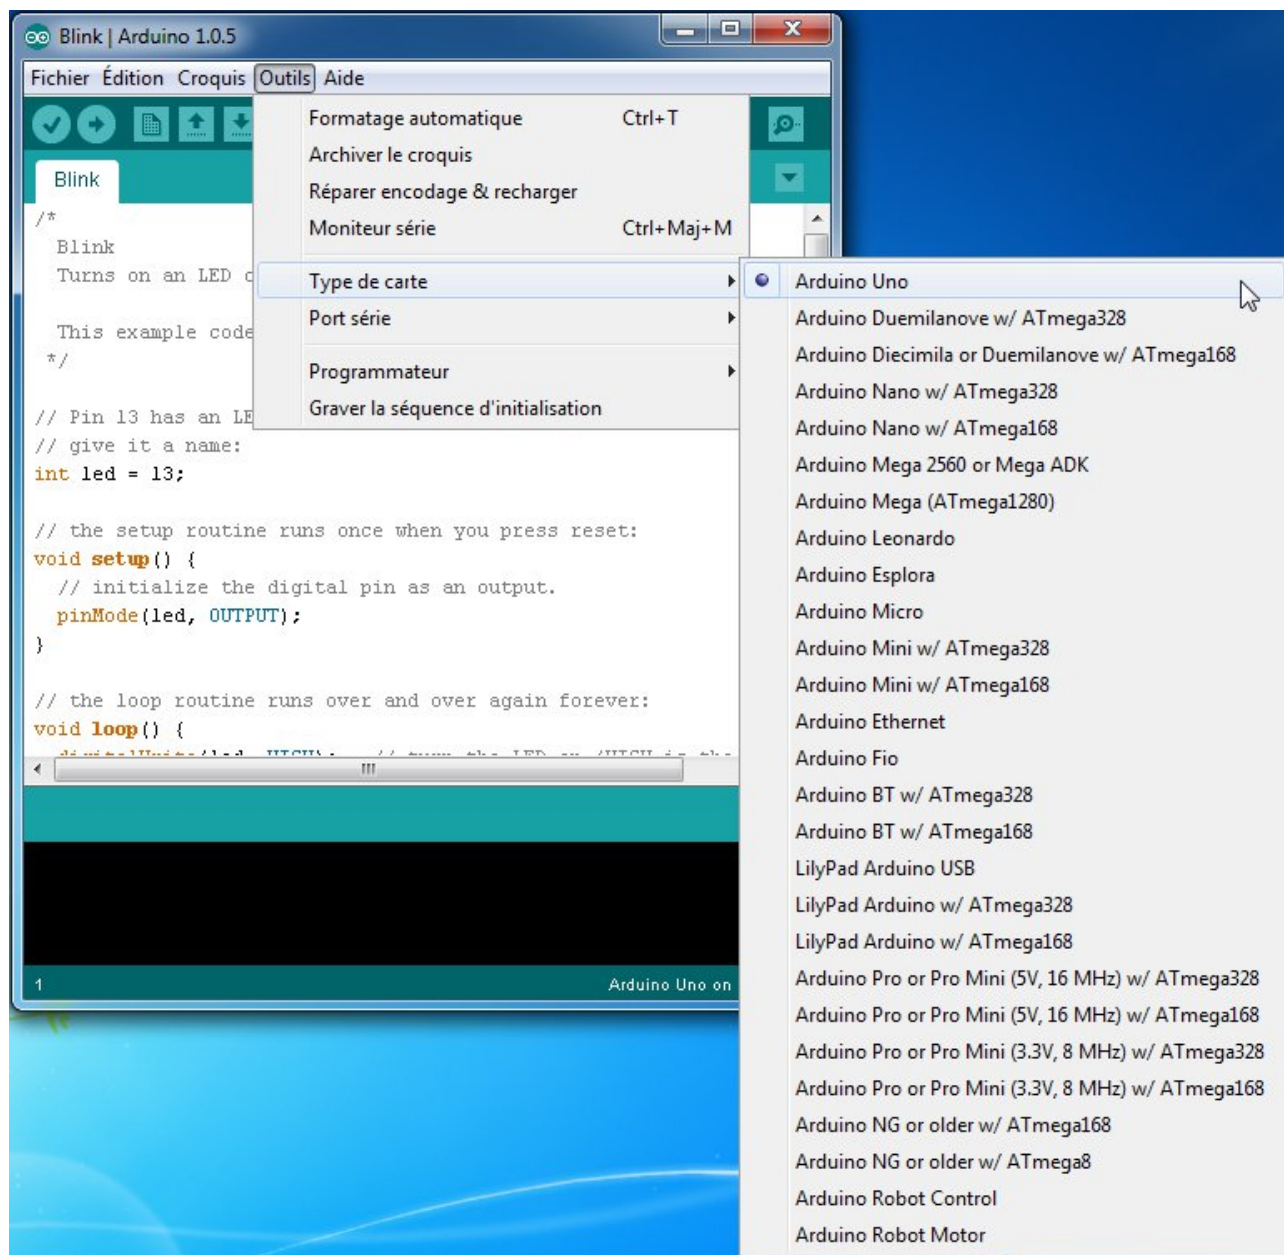 Blink | Arduino 1.0.5
Fichier Édition Croquis Outils Aide
Formatage automatique Ctrl+T
Archiver le croquis
Réparer encodage & recharger
Moniteur série Ctrl+Maj+M
Type de carte
Port série
Programmateur
Graver la séquence d'initialisation
Blink
/*
Blink
Turns on an LED
This example code
*/
// Pin 13 has an LE
// give it a name:
int led = 13;
// the setup routine runs once when you press reset:
void setup() {
// initialize the digital pin as an output.
pinMode(led, OUTPUT);
}
// the loop routine runs over and over again forever:
void loop() {
digitalWrite(led, HIGH); // turn the LED on (HIGH is the
1
Arduino Uno on
Arduino Uno
Arduino Duemilanove w/ ATmega328
Arduino Diecimila or Duemilanove w/ ATmega168
Arduino Nano w/ ATmega328
Arduino Nano w/ ATmega168
Arduino Mega 2560 or Mega ADK
Arduino Mega (ATmega1280)
Arduino Leonardo
Arduino Esplora
Arduino Micro
Arduino Mini w/ ATmega328
Arduino Mini w/ ATmega168
Arduino Ethernet
Arduino Fio
Arduino BT w/ ATmega328
Arduino BT w/ ATmega168
LilyPad Arduino USB
LilyPad Arduino w/ ATmega328
LilyPad Arduino w/ ATmega168
Arduino Pro or Pro Mini (5V, 16 MHz) w/ ATmega328
Arduino Pro or Pro Mini (5V, 16 MHz) w/ ATmega168
Arduino Pro or Pro Mini (3.3V, 8 MHz) w/ ATmega328
Arduino Pro or Pro Mini (3.3V, 8 MHz) w/ ATmega168
Arduino NG or older w/ ATmega168
Arduino NG or older w/ ATmega8
Arduino Robot Control
Arduino Robot Motor